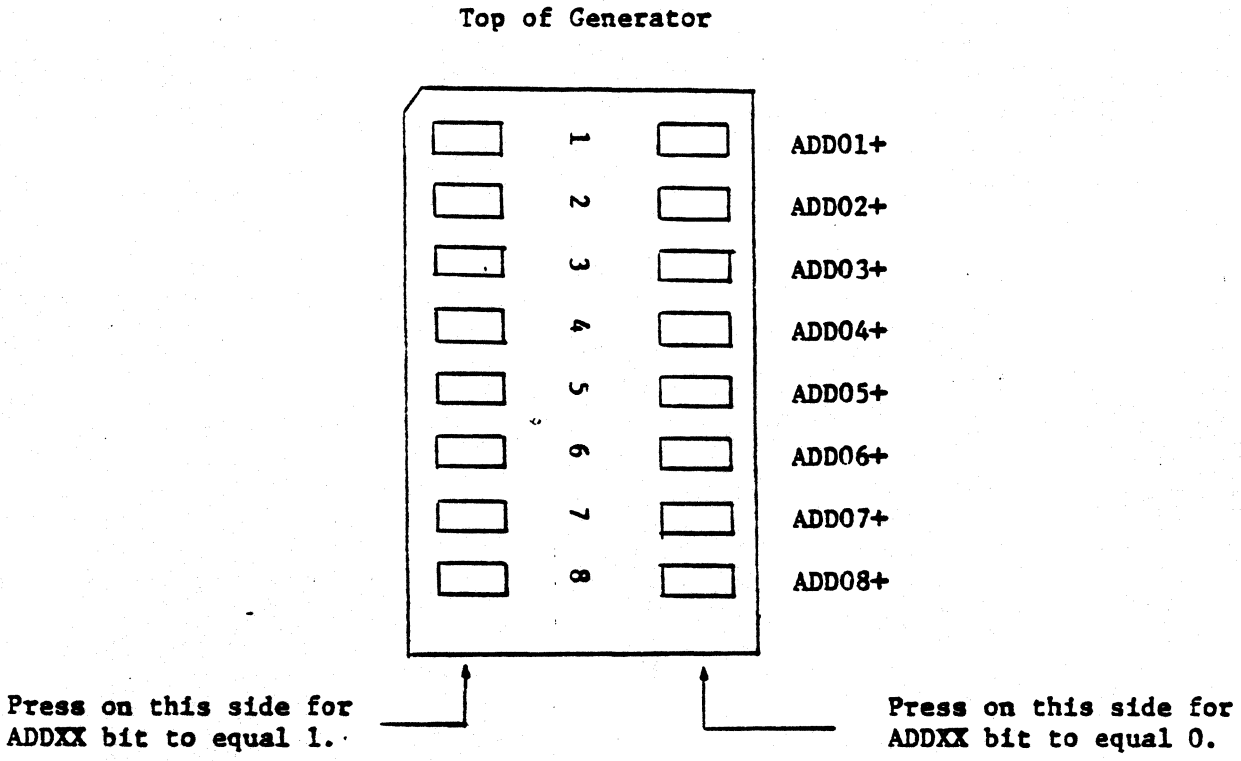 Top of Generator
1 ADD01+
2 ADD02+
3 ADD03+
4 ADD04+
5 ADD05+
6 ADD06+
7 ADD07+
8 ADD08+
Press on this side for
ADDXX bit to equal 1.
Press on this side for
ADDXX bit to equal 0.